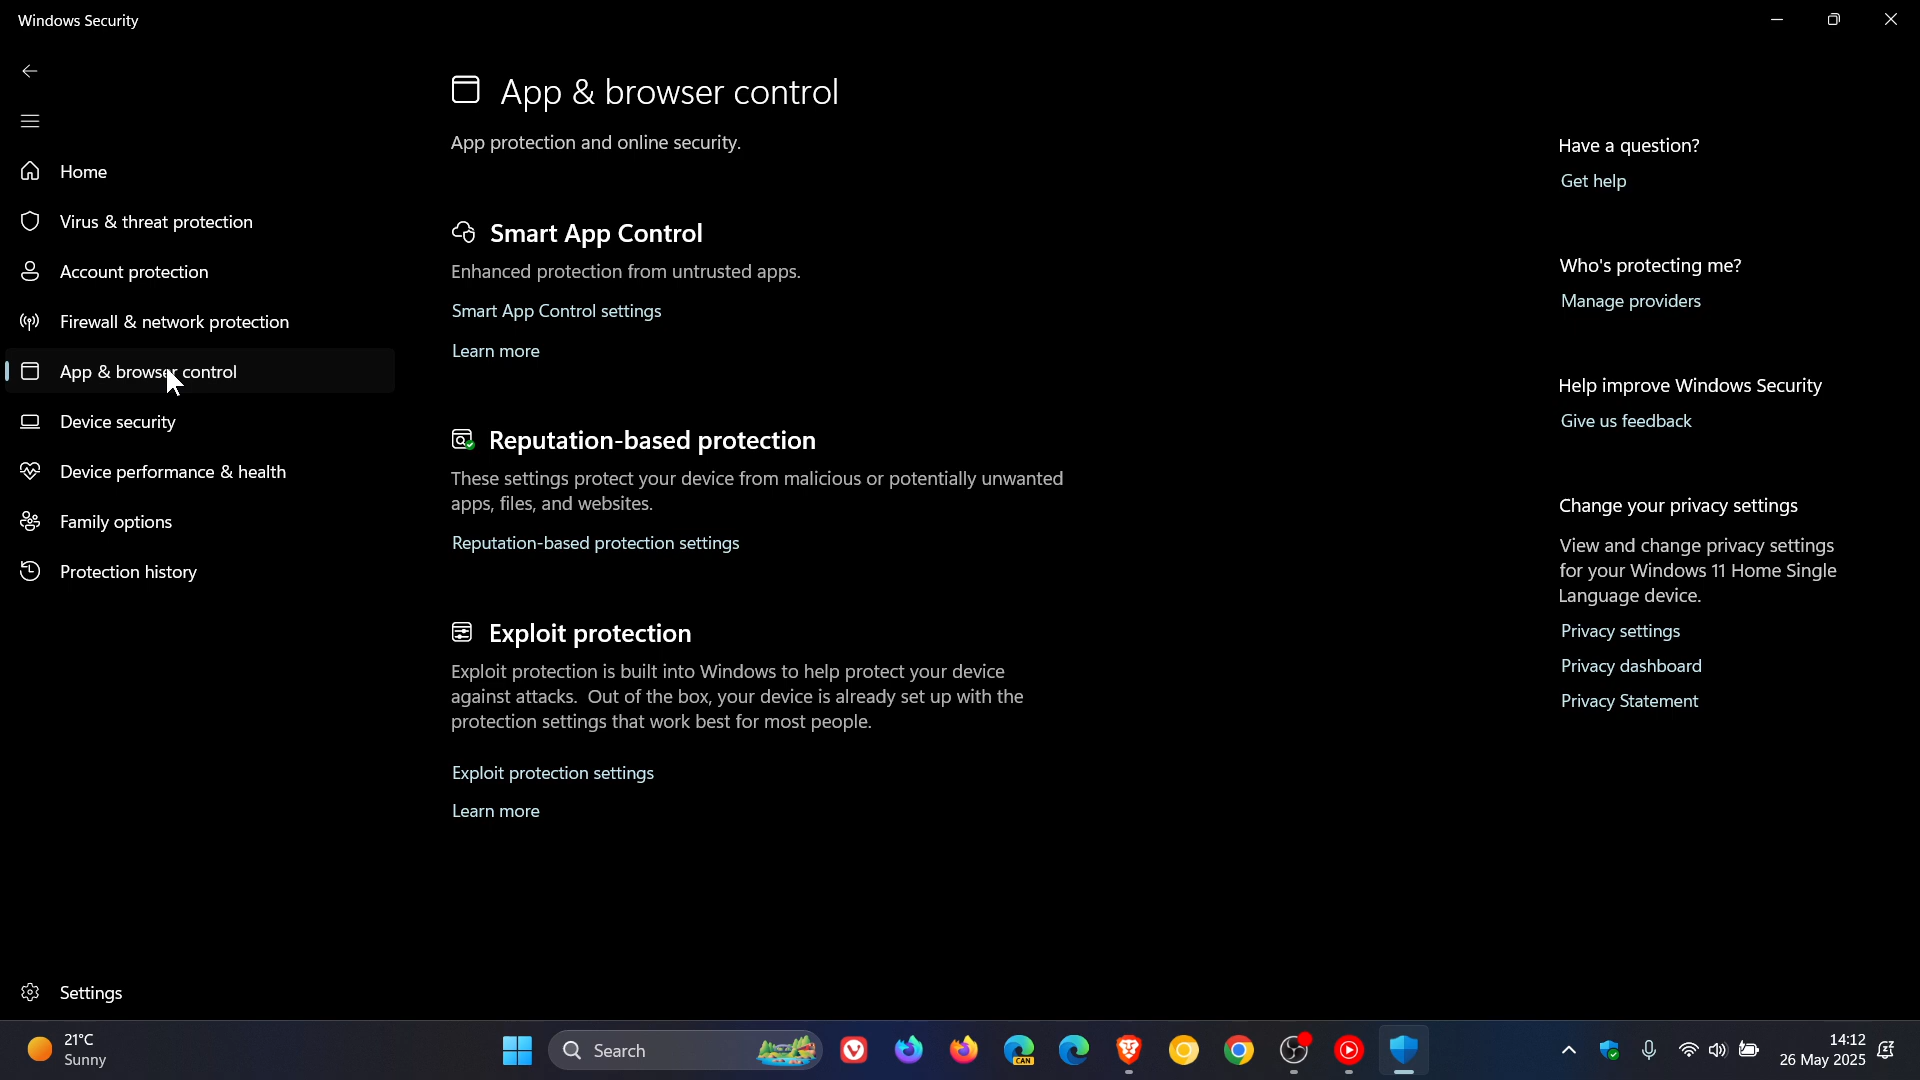 Windows Security
Home
Virus & threat protection
Account protection
Firewall & network protection
App & browser control
Device security
Device performance & health
Family options
Protection history
Settings
App & browser control
App protection and online security.
Smart App Control
Enhanced protection from untrusted apps.
Smart App Control settings
Learn more
Reputation-based protection
These settings protect your device from malicious or potentially unwanted
apps, files, and websites.
Reputation-based protection settings
Exploit protection
Exploit protection is built into Windows to help protect your device
against attacks.  Out of the box, your device is already set up with the
protection settings that work best for most people.
Exploit protection settings
Learn more
Have a question?
Get help
Who's protecting me?
Manage providers
Help improve Windows Security
Give us feedback
Change your privacy settings
View and change privacy settings
for your Windows 11 Home Single
Language device.
Privacy settings
Privacy dashboard
Privacy Statement
21°C
Sunny
Search
CAN
14:12
26 May 2025